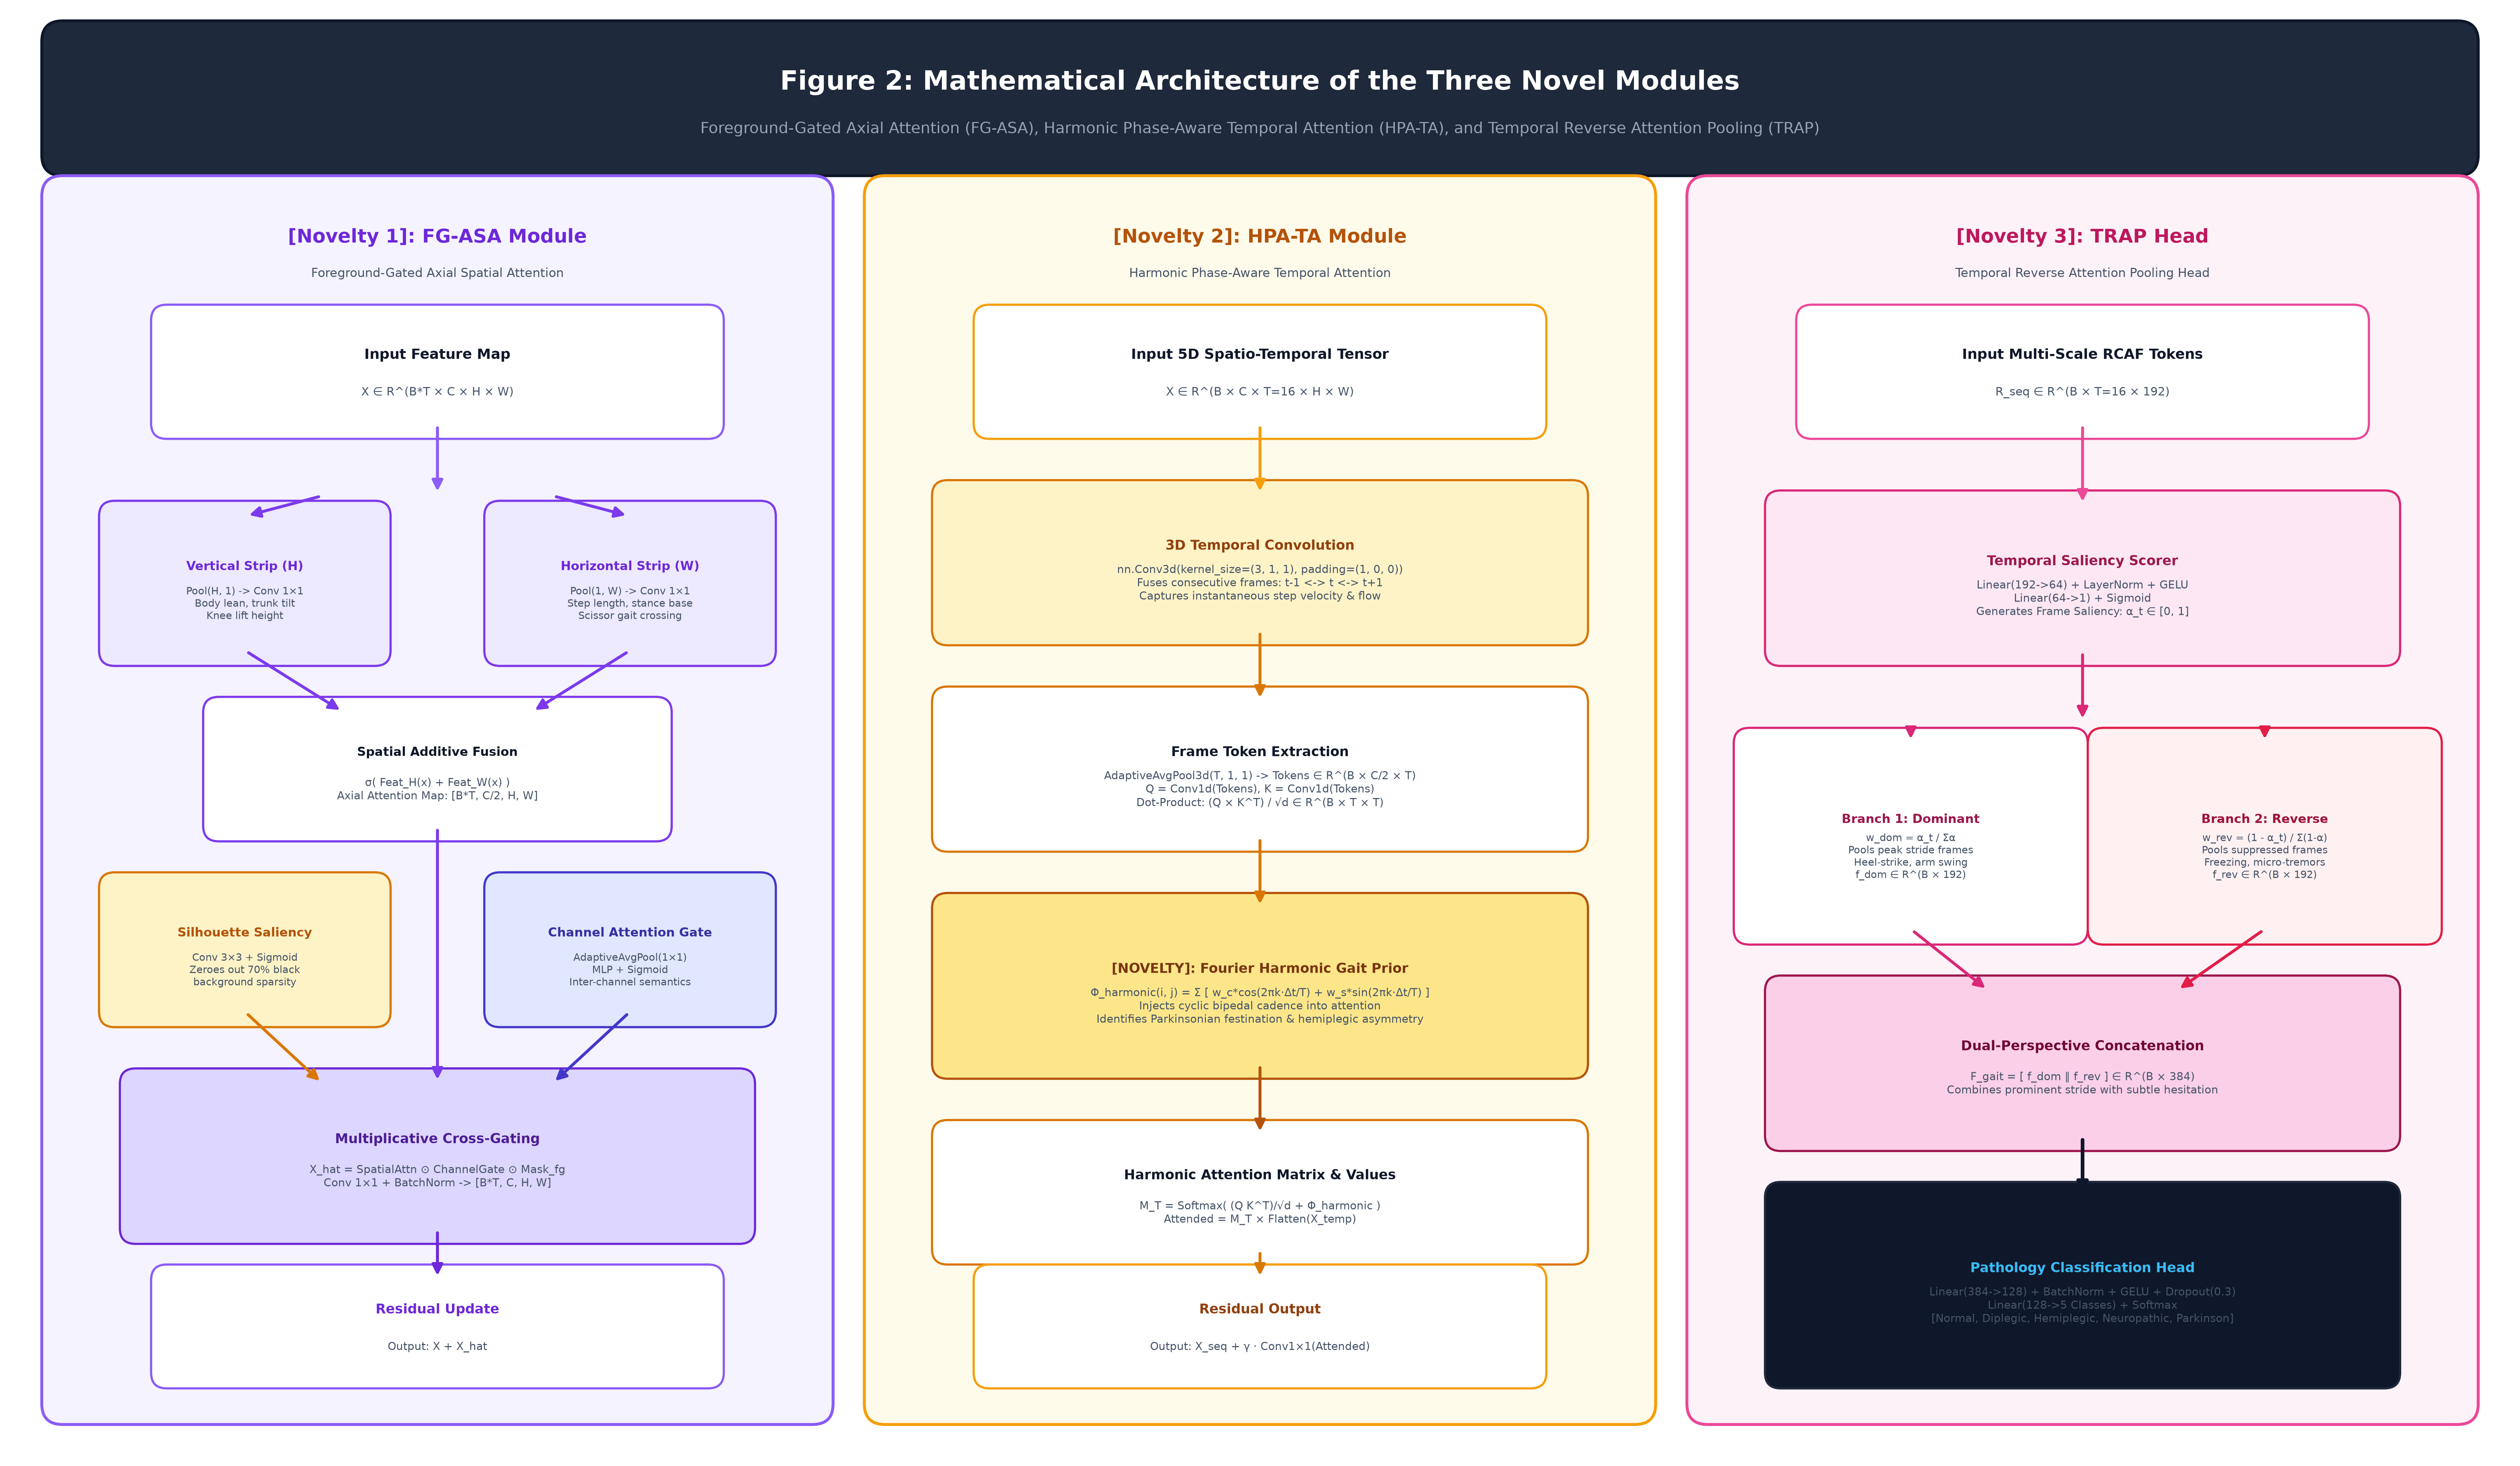 Figure 2: Mathematical Architecture of the Three Novel Modules
Foreground-Gated Axial Attention (FG-ASA), Harmonic Phase-Aware Temporal Attention (HPA-TA), and Temporal Reverse Attention Pooling (TRAP)
[Novelty 1]: FG-ASA Module
Foreground-Gated Axial Spatial Attention
Input Feature Map
X ∈ R^(B*T × C × H × W)
Vertical Strip (H)
Pool(H, 1) -> Conv 1×1
Body lean, trunk tilt
Knee lift height
Horizontal Strip (W)
Pool(1, W) -> Conv 1×1
Step length, stance base
Scissor gait crossing
Spatial Additive Fusion
σ( Feat_H(x) + Feat_W(x) )
Axial Attention Map: [B*T, C/2, H, W]
Silhouette Saliency
Conv 3×3 + Sigmoid
Zeroes out 70% black
background sparsity
Channel Attention Gate
AdaptiveAvgPool(1×1)
MLP + Sigmoid
Inter-channel semantics
Multiplicative Cross-Gating
X_hat = SpatialAttn ⊙ ChannelGate ⊙ Mask_fg
Conv 1×1 + BatchNorm -> [B*T, C, H, W]
Residual Update
Output: X + X_hat
[Novelty 2]: HPA-TA Module
Harmonic Phase-Aware Temporal Attention
Input 5D Spatio-Temporal Tensor
X ∈ R^(B × C × T=16 × H × W)
3D Temporal Convolution
nn.Conv3d(kernel_size=(3, 1, 1), padding=(1, 0, 0))
Fuses consecutive frames: t-1 <-> t <-> t+1
Captures instantaneous step velocity & flow
Frame Token Extraction
AdaptiveAvgPool3d(T, 1, 1) -> Tokens ∈ R^(B × C/2 × T)
Q = Conv1d(Tokens), K = Conv1d(Tokens)
Dot-Product: (Q × K^T) / √d ∈ R^(B × T × T)
[NOVELTY]: Fourier Harmonic Gait Prior
Φ_harmonic(i, j) = Σ [ w_c*cos(2πk·Δt/T) + w_s*sin(2πk·Δt/T) ]
Injects cyclic bipedal cadence into attention
Identifies Parkinsonian festination & hemiplegic asymmetry
Harmonic Attention Matrix & Values
M_T = Softmax( (Q K^T)/√d + Φ_harmonic )
Attended = M_T × Flatten(X_temp)
Residual Output
Output: X_seq + γ · Conv1×1(Attended)
[Novelty 3]: TRAP Head
Temporal Reverse Attention Pooling Head
Input Multi-Scale RCAF Tokens
R_seq ∈ R^(B × T=16 × 192)
Temporal Saliency Scorer
Linear(192->64) + LayerNorm + GELU
Linear(64->1) + Sigmoid
Generates Frame Saliency: α_t ∈ [0, 1]
Branch 1: Dominant
w_dom = α_t / Σα
Pools peak stride frames
Heel-strike, arm swing
f_dom ∈ R^(B × 192)
Branch 2: Reverse
w_rev = (1 - α_t) / Σ(1-α)
Pools suppressed frames
Freezing, micro-tremors
f_rev ∈ R^(B × 192)
Dual-Perspective Concatenation
F_gait = [ f_dom ∥ f_rev ] ∈ R^(B × 384)
Combines prominent stride with subtle hesitation
Pathology Classification Head
Linear(384->128) + BatchNorm + GELU + Dropout(0.3)
Linear(128->5 Classes) + Softmax
[Normal, Diplegic, Hemiplegic, Neuropathic, Parkinson]